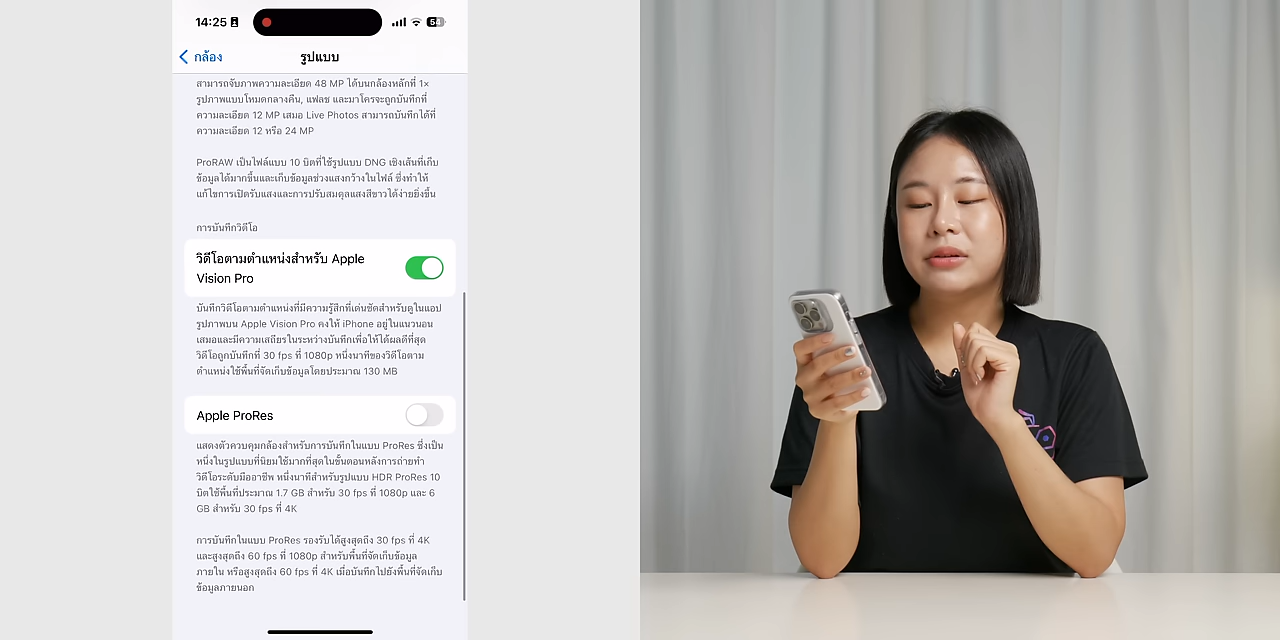 14:25
54
กล้อง
รูปแบบ
สามารถจับภาพความละเอียด 48 MP ได้บนกล้องหลักที่ 1×
รูปภาพแบบโหมดกลางคืน, แฟลช และมาโครจะถูกบันทึกที่
ความละเอียด 12 MP เสมอ Live Photos สามารถบันทึกได้ที่
ความละเอียด 12 หรือ 24 MP
ProRAW เป็นไฟล์แบบ 10 บิตที่ใช้รูปแบบ DNG เชิงเส้นที่เก็บ
ข้อมูลได้มากขึ้นและเก็บข้อมูลช่วงแสงกว้างในไฟล์ ซึ่งทำให้
แก้ไขการเปิดรับแสงและการปรับสมดุลแสงสีขาวได้ง่ายยิ่งขึ้น
การบันทึกวิดีโอ
วิดีโอตามตำแหน่งสำหรับ Apple
Vision Pro
บันทึกวิดีโอตามตำแหน่งที่มีความรู้สึกที่เด่นชัดสำหรับดูในแอป
รูปภาพบน Apple Vision Pro คงให้ iPhone อยู่ในแนวนอน
เสมอและมีความเสถียรในระหว่างบันทึกเพื่อให้ได้ผลดีที่สุด
วิดีโอถูกบันทึกที่ 30 fps ที่ 1080p หนึ่งนาทีของวิดีโอตาม
ตำแหน่งใช้พื้นที่จัดเก็บข้อมูลโดยประมาณ 130 MB
Apple ProRes
แสดงตัวควบคุมกล้องสำหรับการบันทึกในแบบ ProRes ซึ่งเป็น
หนึ่งในรูปแบบที่นิยมใช้มากที่สุดในขั้นตอนหลังการถ่ายทำ
วิดีโอระดับมืออาชีพ หนึ่งนาทีสำหรับรูปแบบ HDR ProRes 10
บิตใช้พื้นที่ประมาณ 1.7 GB สำหรับ 30 fps ที่ 1080p และ 6
GB สำหรับ 30 fps ที่ 4K
การบันทึกในแบบ ProRes รองรับได้สูงสุดถึง 30 fps ที่ 4K
และสูงสุดถึง 60 fps ที่ 1080p สำหรับพื้นที่จัดเก็บข้อมูล
ภายใน หรือสูงสุดถึง 60 fps ที่ 4K เมื่อบันทึกไปยังพื้นที่จัดเก็บ
ข้อมูลภายนอก